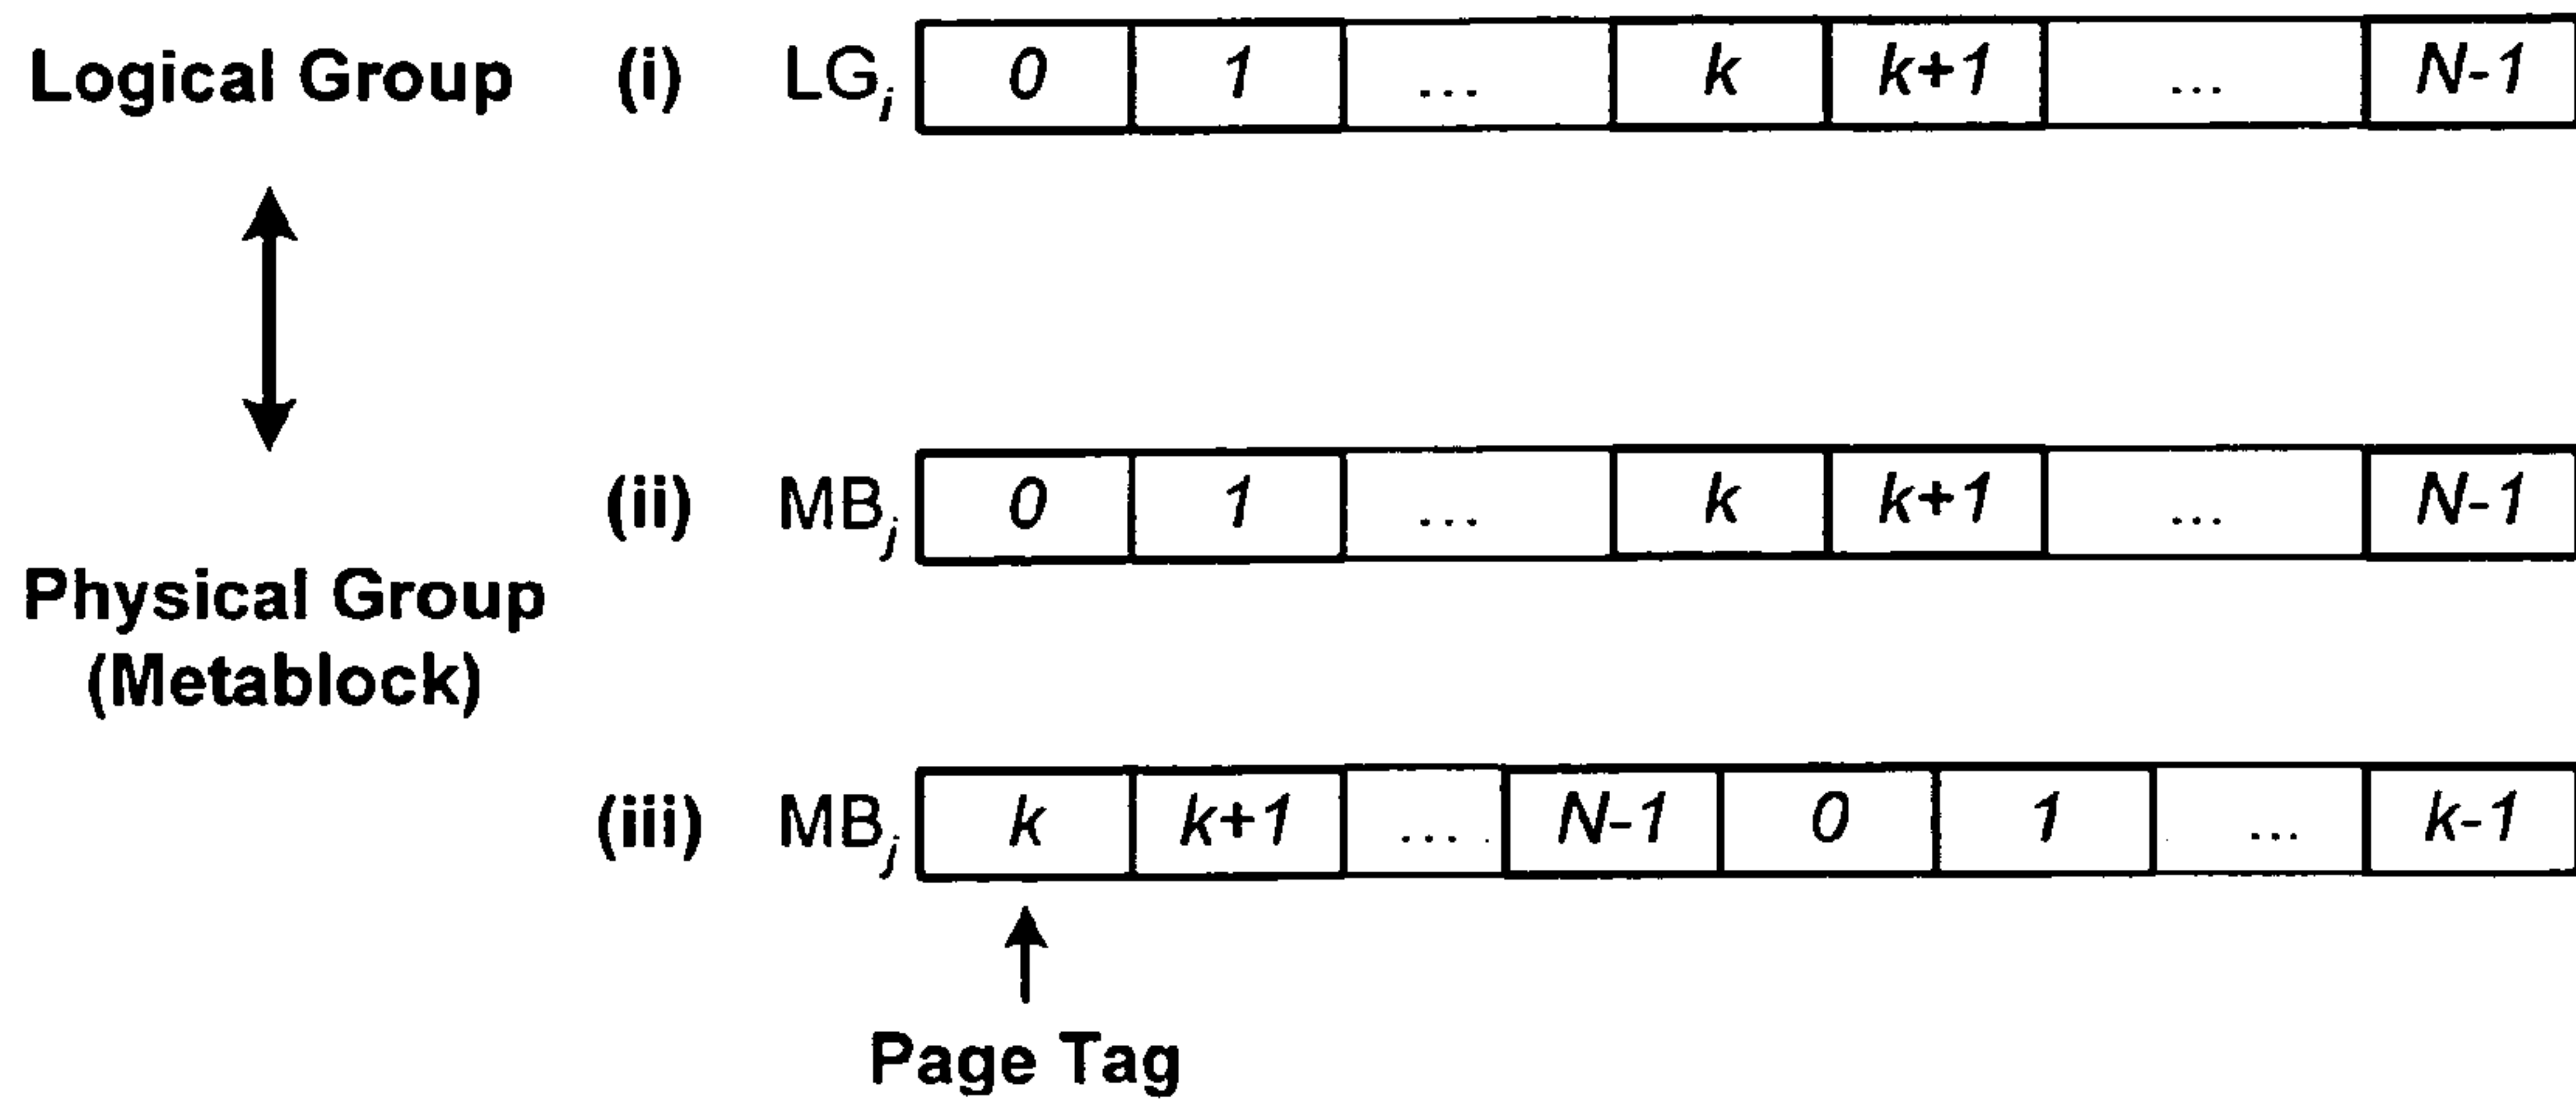 Logical Group (i) LGi 0 1 ... k k+1 ... N-1
(ii) MBj 0 1 ... k k+1 ... N-1
Physical Group
(Metablock)
(iii) MBj k k+1 ... N-1 0 1 ... k-1
Page Tag